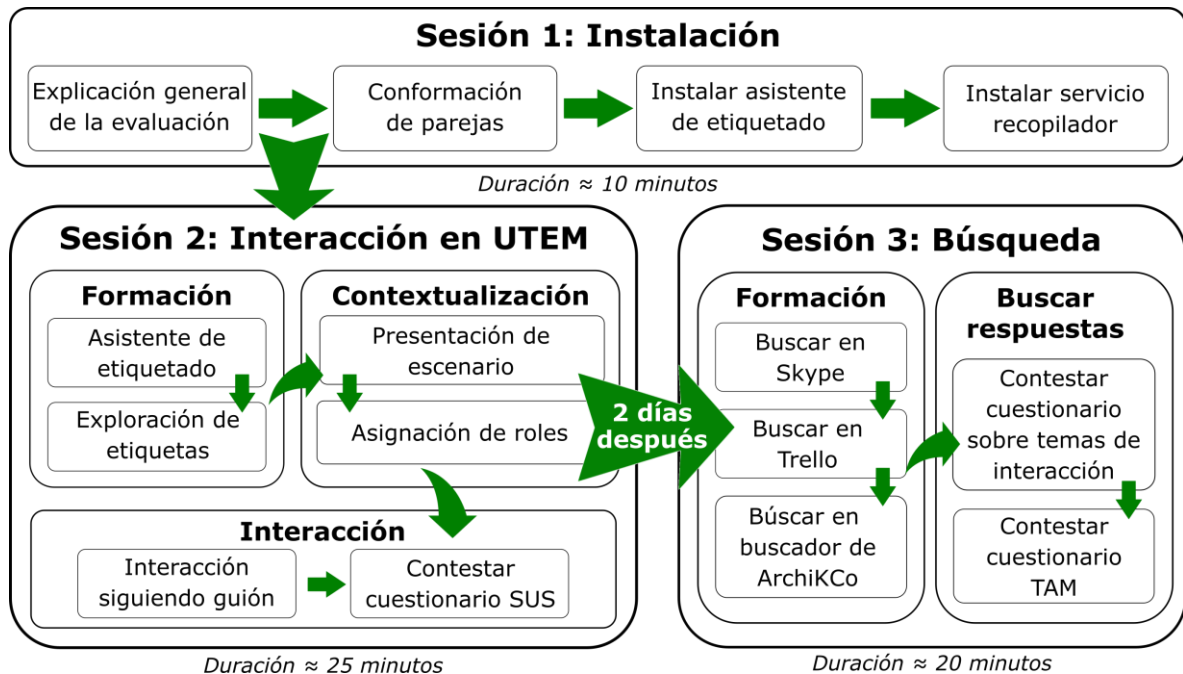 Sesión 1: Instalación
Explicación general
de la evaluación
Conformación
de parejas
Instalar asistente
de etiquetado
Instalar servicio
recopilador
Duración ≈ 10 minutos
Sesión 2: Interacción en UTEM
Formación
Asistente de
etiquetado
Exploración de
etiquetas
Contextualización
Presentación de
escenario
Asignación de roles
Interacción
Interacción
siguiendo guión
Contestar
cuestionario SUS
Duración ≈ 25 minutos
2 días
después
Sesión 3: Búsqueda
Formación
Buscar en
Skype
Buscar en
Trello
Búscar en
buscador de
ArchiKCo
Buscar
respuestas
Contestar
cuestionario
sobre temas de
interacción
Contestar
cuestionario
TAM
Duración ≈ 20 minutos